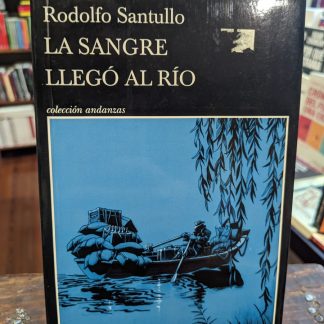 Rodolfo Santullo
LA SANGRE
LLEGÓ AL RÍO
colección andanzas